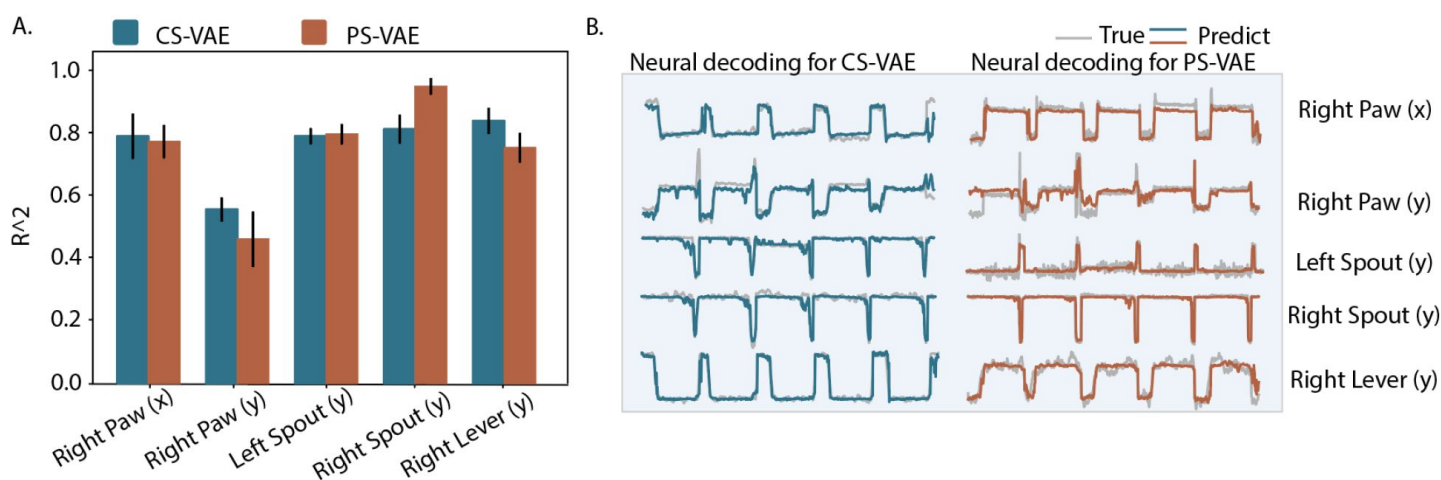 A.
CS-VAE
PS-VAE
R^2
1.0
0.8
0.6
0.4
0.2
0.0
Right Paw (x)
Right Paw (y)
Left Spout (y)
Right Spout (y)
Right Lever (y)
B.
True
Predict
Neural decoding for CS-VAE
Neural decoding for PS-VAE
Right Paw (x)
Right Paw (y)
Left Spout (y)
Right Spout (y)
Right Lever (y)